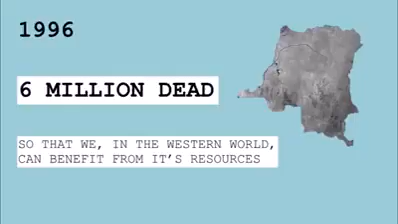 1996
6 MILLION DEAD
SO THAT WE, IN THE WESTERN WORLD,
CAN BENEFIT FROM IT'S RESOURCES